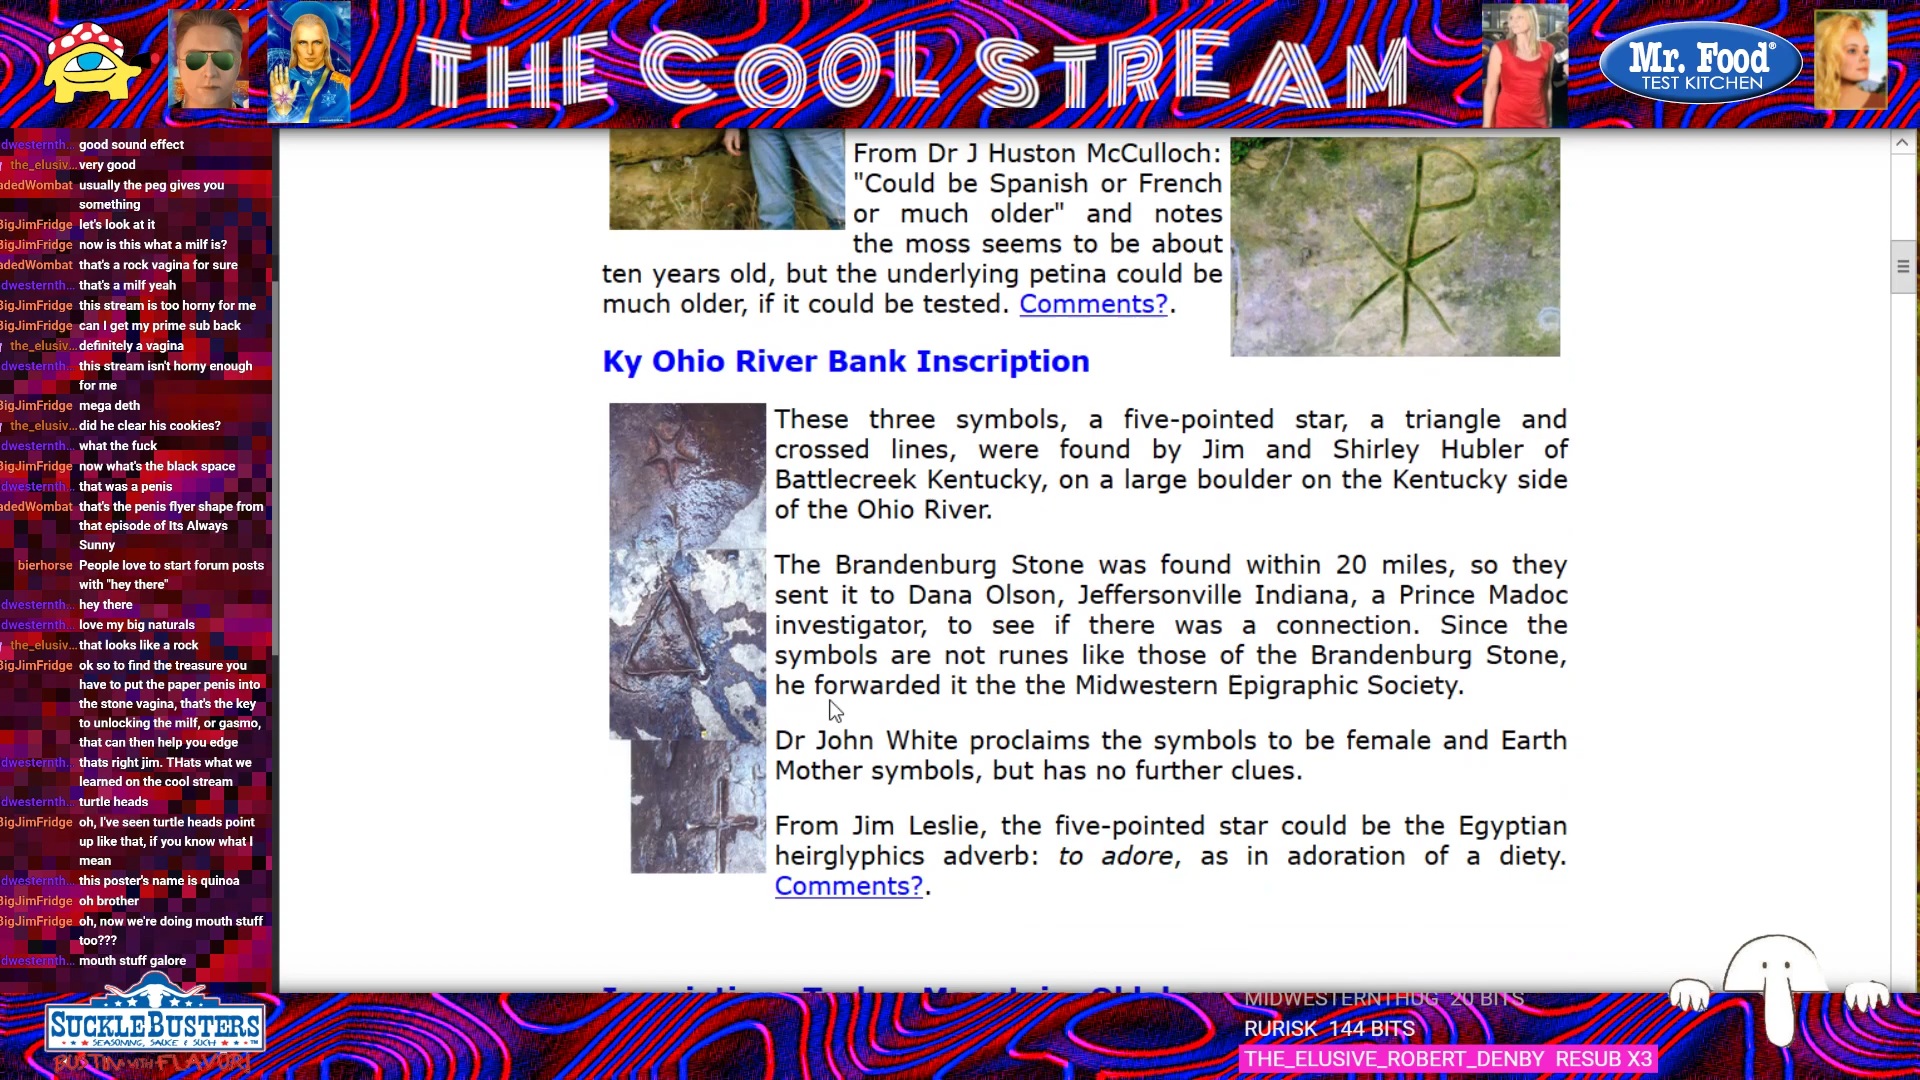 THE COOL STREAM
Mr. Food®
TEST KITCHEN
dwesternth... good sound effect
the_elusiv... very good
adedWombat usually the peg gives you
something
BigJimFridge let's look at it
BigJimFridge now is this what a milf is?
adedWombat that's a rock vagina for sure
dwesternth... that's a milf yeah
BigJimFridge this stream is too horny for me
BigJimFridge can I get my prime sub back
the_elusiv... definitely a vagina
dwesternth... this stream isn't horny enough
for me
BigJimFridge mega deth
the_elusiv... did he clear his cookies?
dwesternth... what the fuck
BigJimFridge now what's the black space
dwesternth... that was a penis
adedWombat that's the penis flyer shape from
that episode of Its Always
Sunny
bierhorse People love to start forum posts
with "hey there"
dwesternth... hey there
dwesternth... love my big naturals
the_elusiv... that looks like a rock
BigJimFridge ok so to find the treasure you
have to put the paper penis into
the stone vagina, that's the key
to unlocking the milf, or gasmo,
that can then help you edge
dwesternth... thats right jim. THats what we
learned on the cool stream
dwesternth... turtle heads
BigJimFridge oh, I've seen turtle heads point
up like that, if you know what I
mean
dwesternth... this poster's name is quinoa
BigJimFridge oh brother
BigJimFridge oh, now we're doing mouth stuff
too???
dwesternth... mouth stuff galore
From Dr J Huston McCulloch:
"Could be Spanish or French
or much older" and notes
the moss seems to be about
ten years old, but the underlying petina could be
much older, if it could be tested. Comments?.
Ky Ohio River Bank Inscription
These three symbols, a five-pointed star, a triangle and
crossed lines, were found by Jim and Shirley Hubler of
Battlecreek Kentucky, on a large boulder on the Kentucky side
of the Ohio River.
The Brandenburg Stone was found within 20 miles, so they
sent it to Dana Olson, Jeffersonville Indiana, a Prince Madoc
investigator, to see if there was a connection. Since the
symbols are not runes like those of the Brandenburg Stone,
he forwarded it the the Midwestern Epigraphic Society.
Dr John White proclaims the symbols to be female and Earth
Mother symbols, but has no further clues.
From Jim Leslie, the five-pointed star could be the Egyptian
heirglyphics adverb: to adore, as in adoration of a diety.
Comments?.
SUCKLEBUSTERS
SEASONING, SAUCE & SUCH
BUSTIN WITH FLAVOR!
MIDWESTERNTHUG 20 BITS
RURISK 144 BITS
THE_ELUSIVE_ROBERT_DENBY RESUB X3